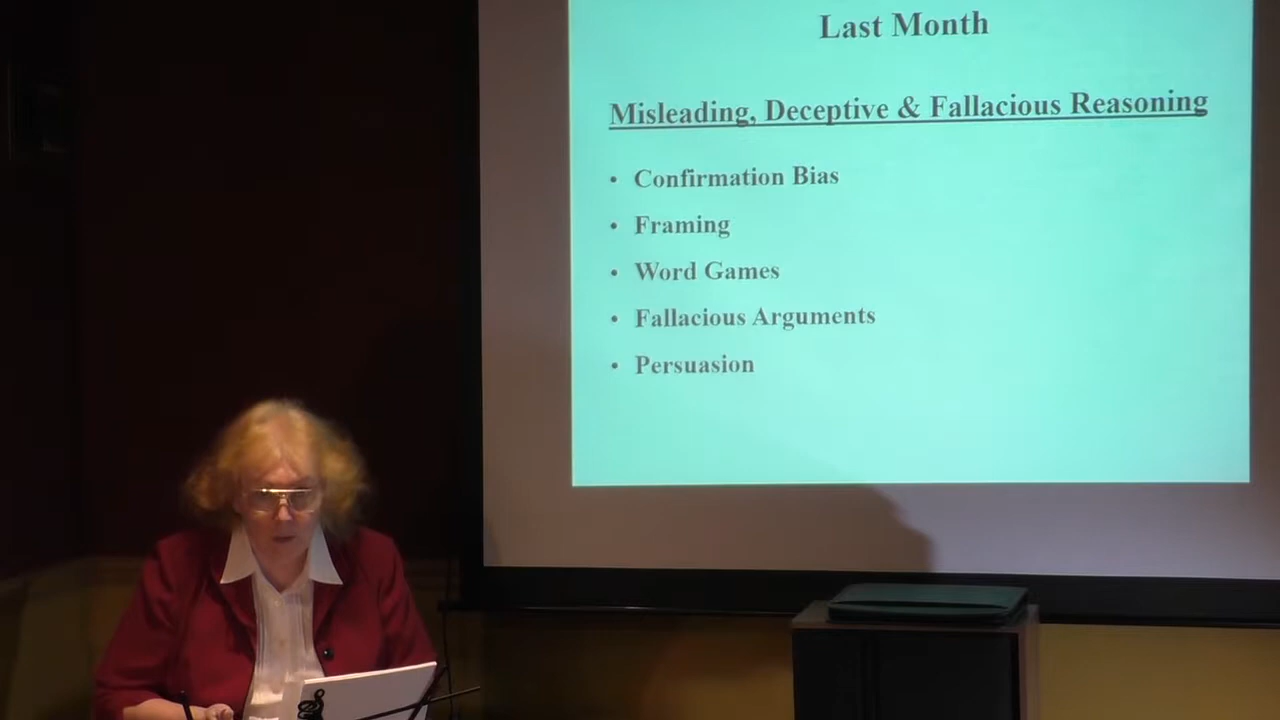 Last Month
Misleading, Deceptive & Fallacious Reasoning
• Confirmation Bias
• Framing
• Word Games
• Fallacious Arguments
• Persuasion